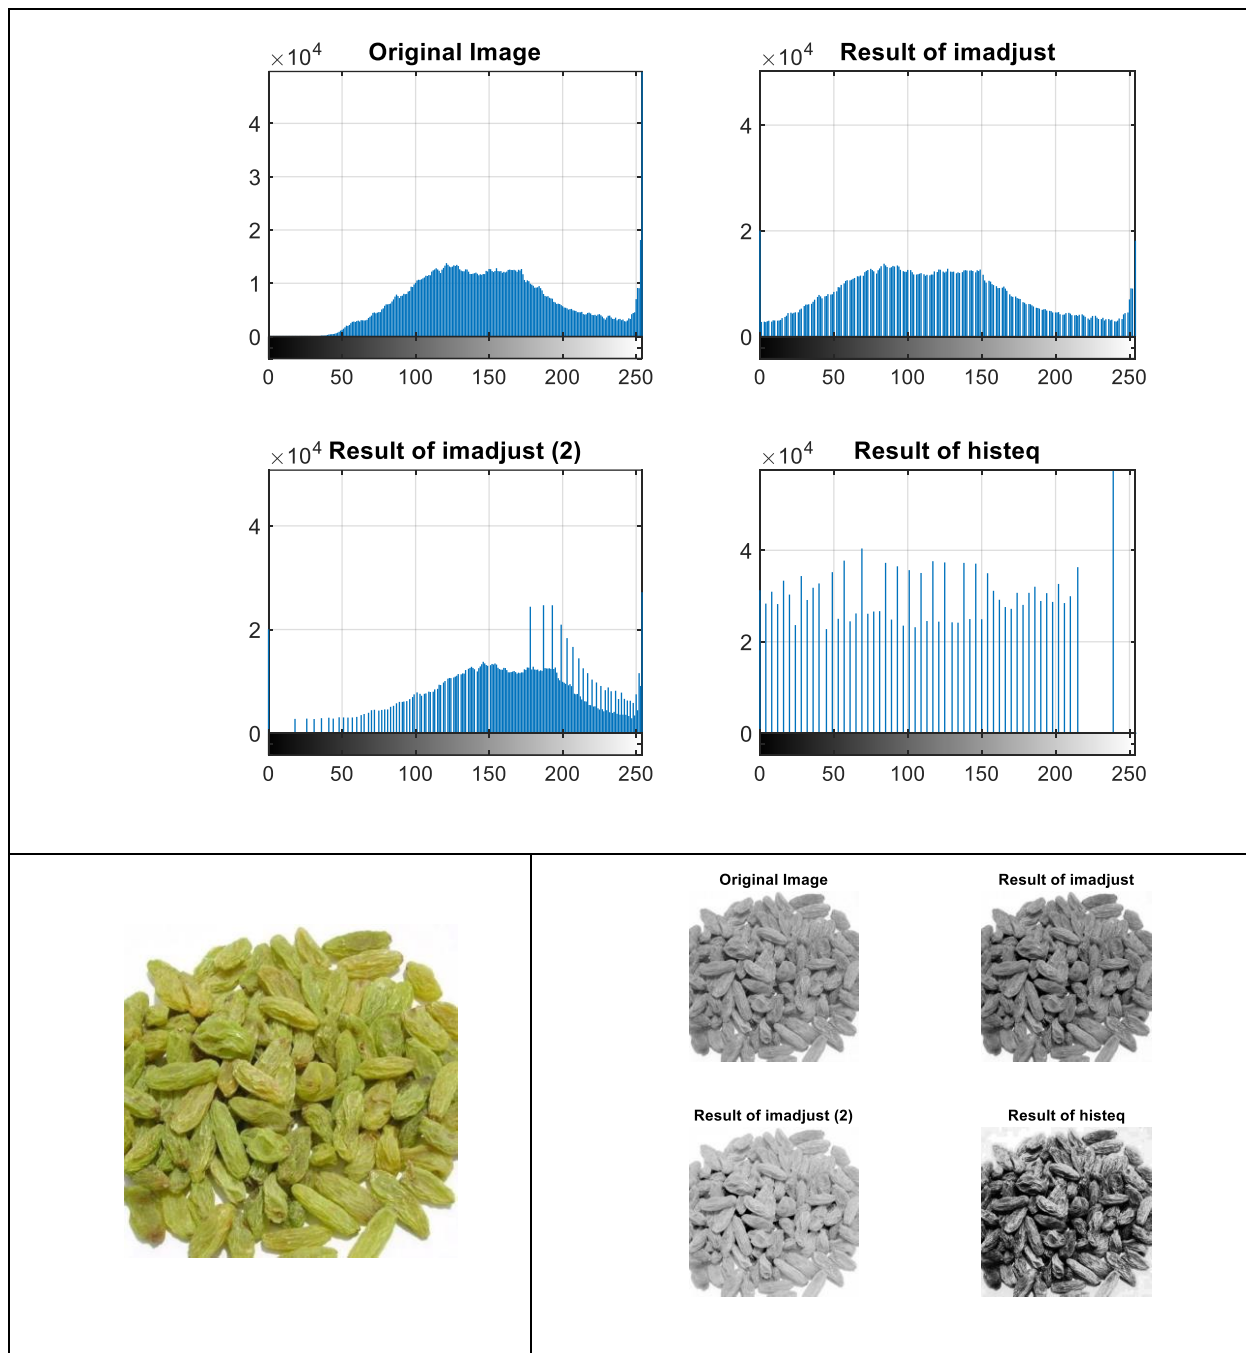 ×10⁴ Original Image
4
3
2
1
0
0 50 100 150 200 250
×10⁴ Result of imadjust
4
2
0
0 50 100 150 200 250
×10⁴ Result of imadjust (2)
4
2
0
0 50 100 150 200 250
×10⁴ Result of histeq
4
2
0
0 50 100 150 200 250
Original Image
Result of imadjust
Result of imadjust (2)
Result of histeq